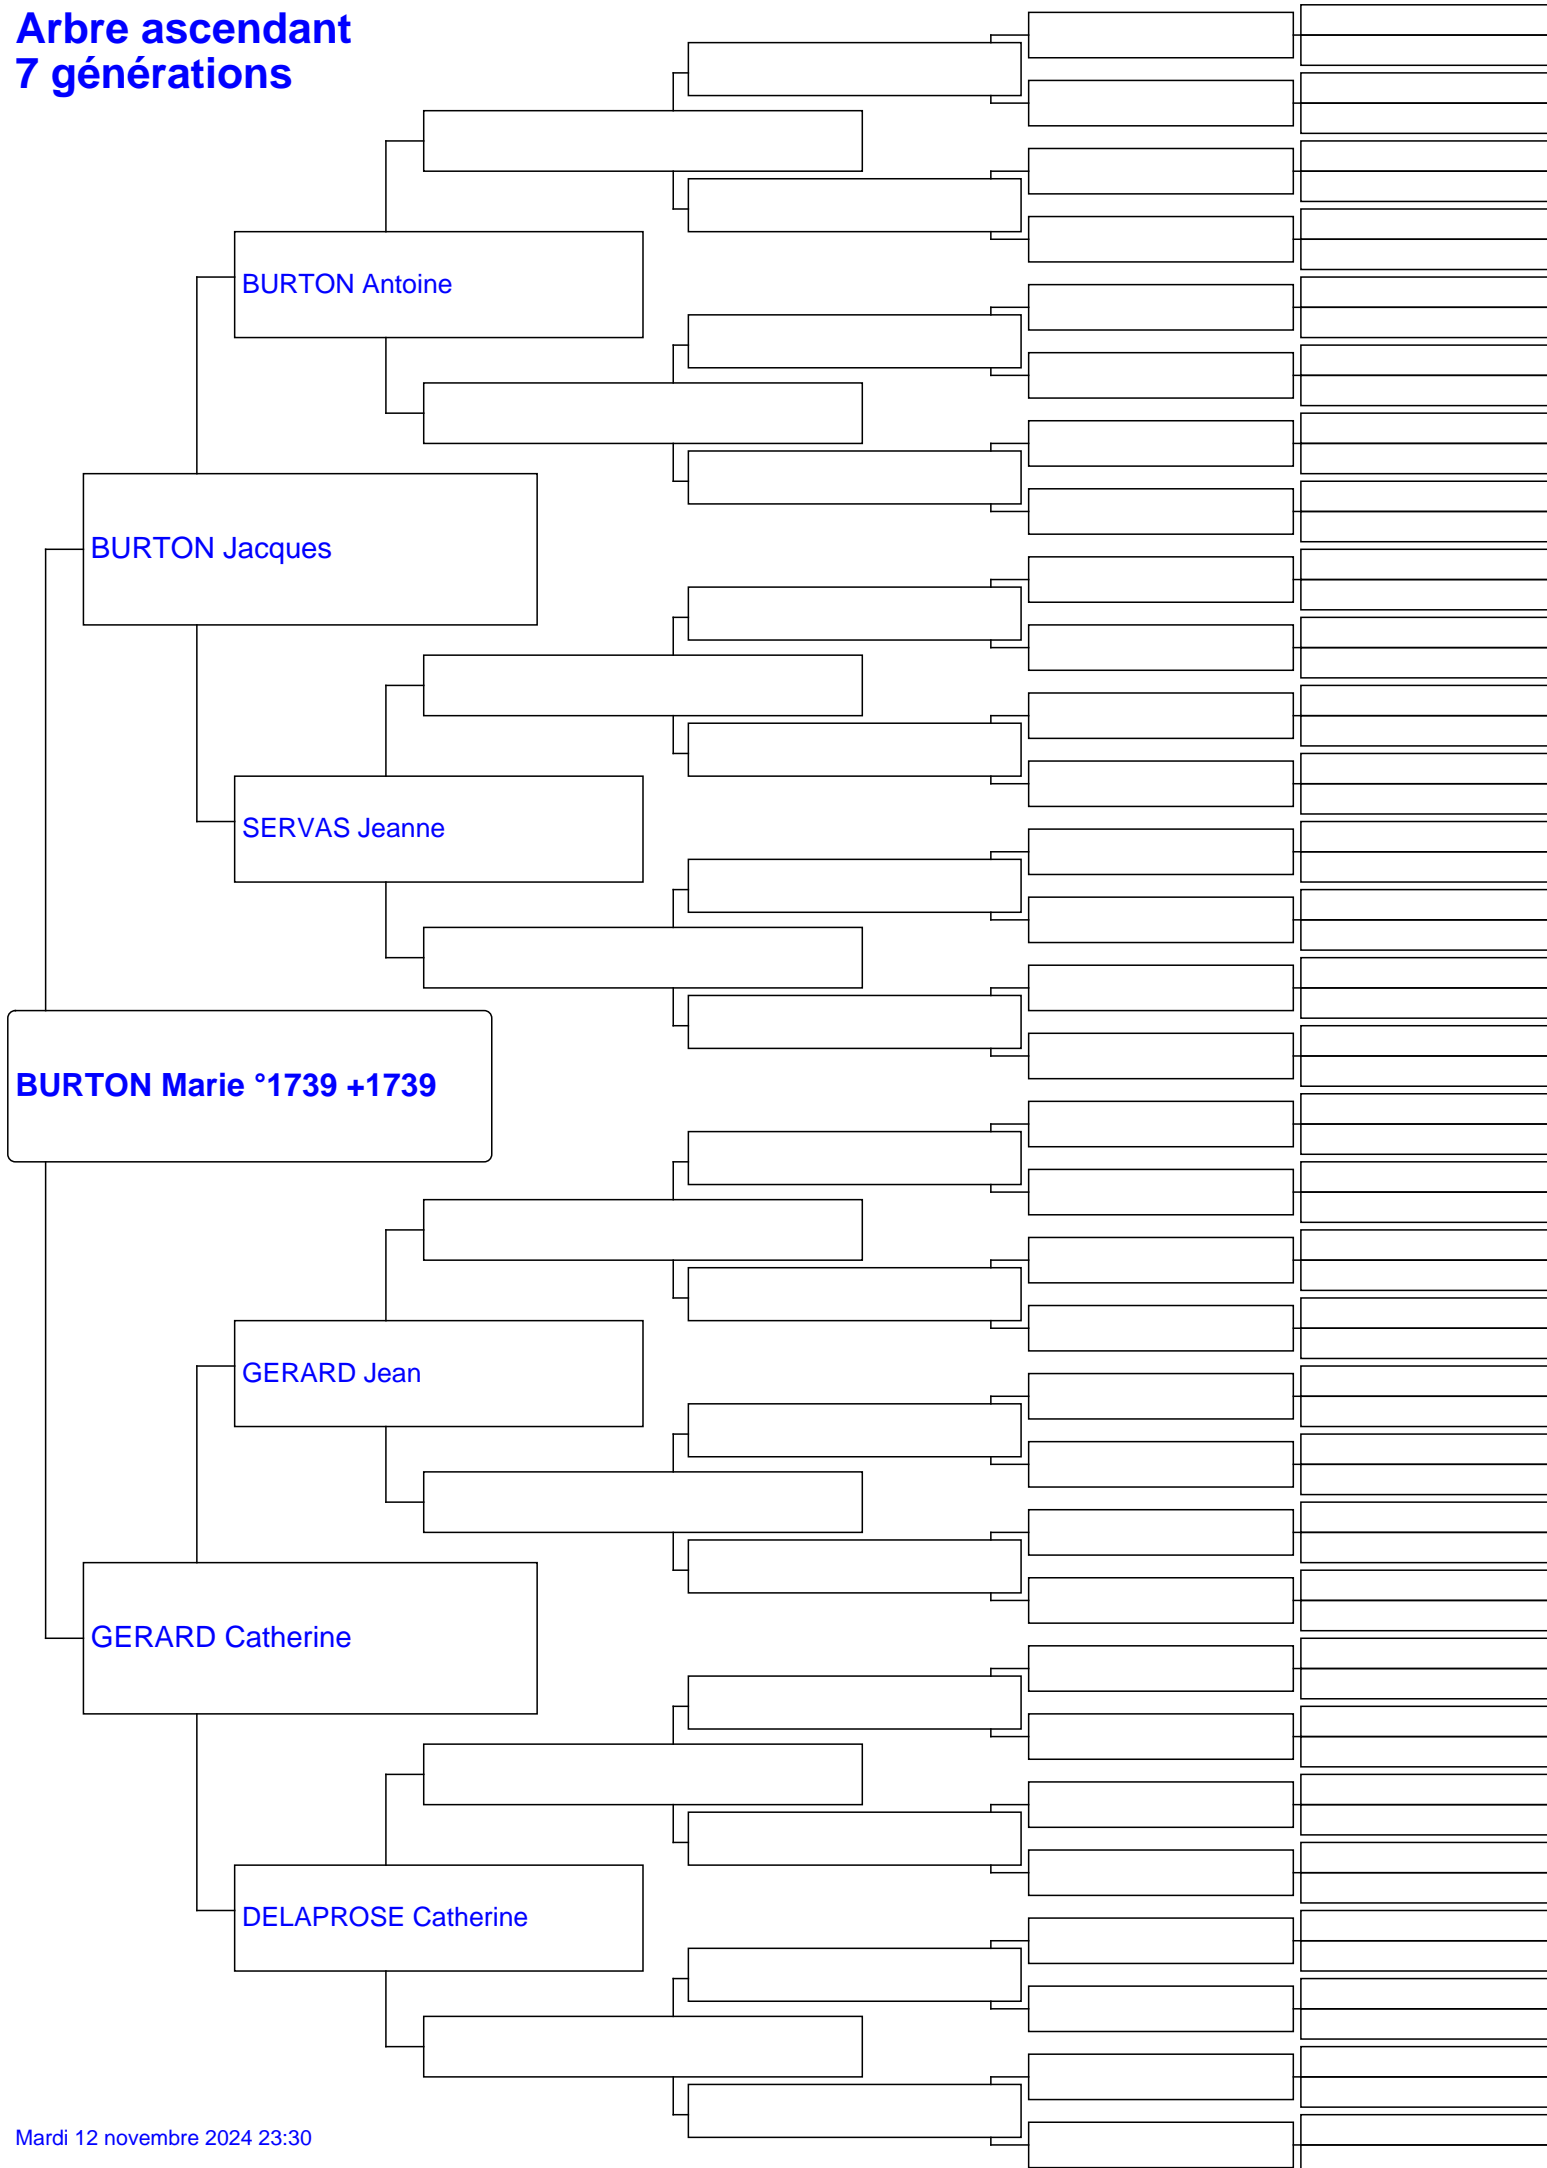 Arbre ascendant
7 générations
BURTON Antoine
BURTON Jacques
SERVAS Jeanne
BURTON Marie °1739 +1739
GERARD Jean
GERARD Catherine
DELAPROSE Catherine
Mardi 12 novembre 2024 23:30